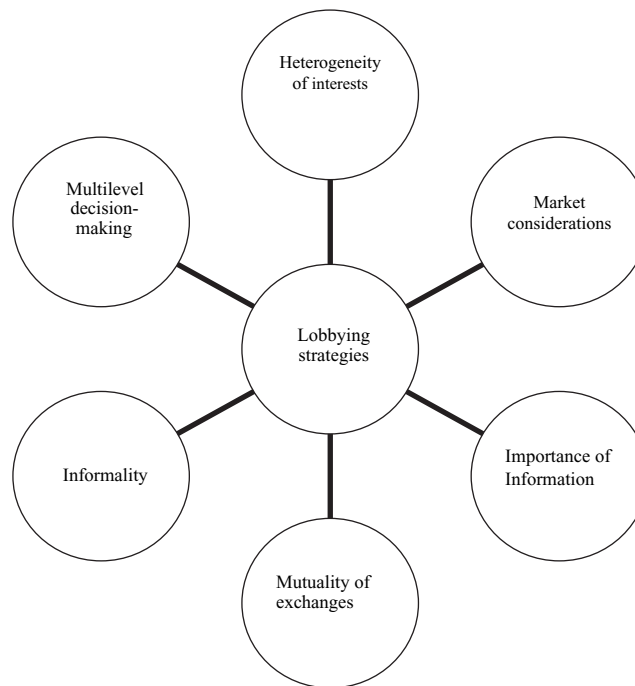 Heterogeneity
of interests
Multilevel
decision-
making
Market
considerations
Lobbying
strategies
Informality
Importance of
Information
Mutuality of
exchanges